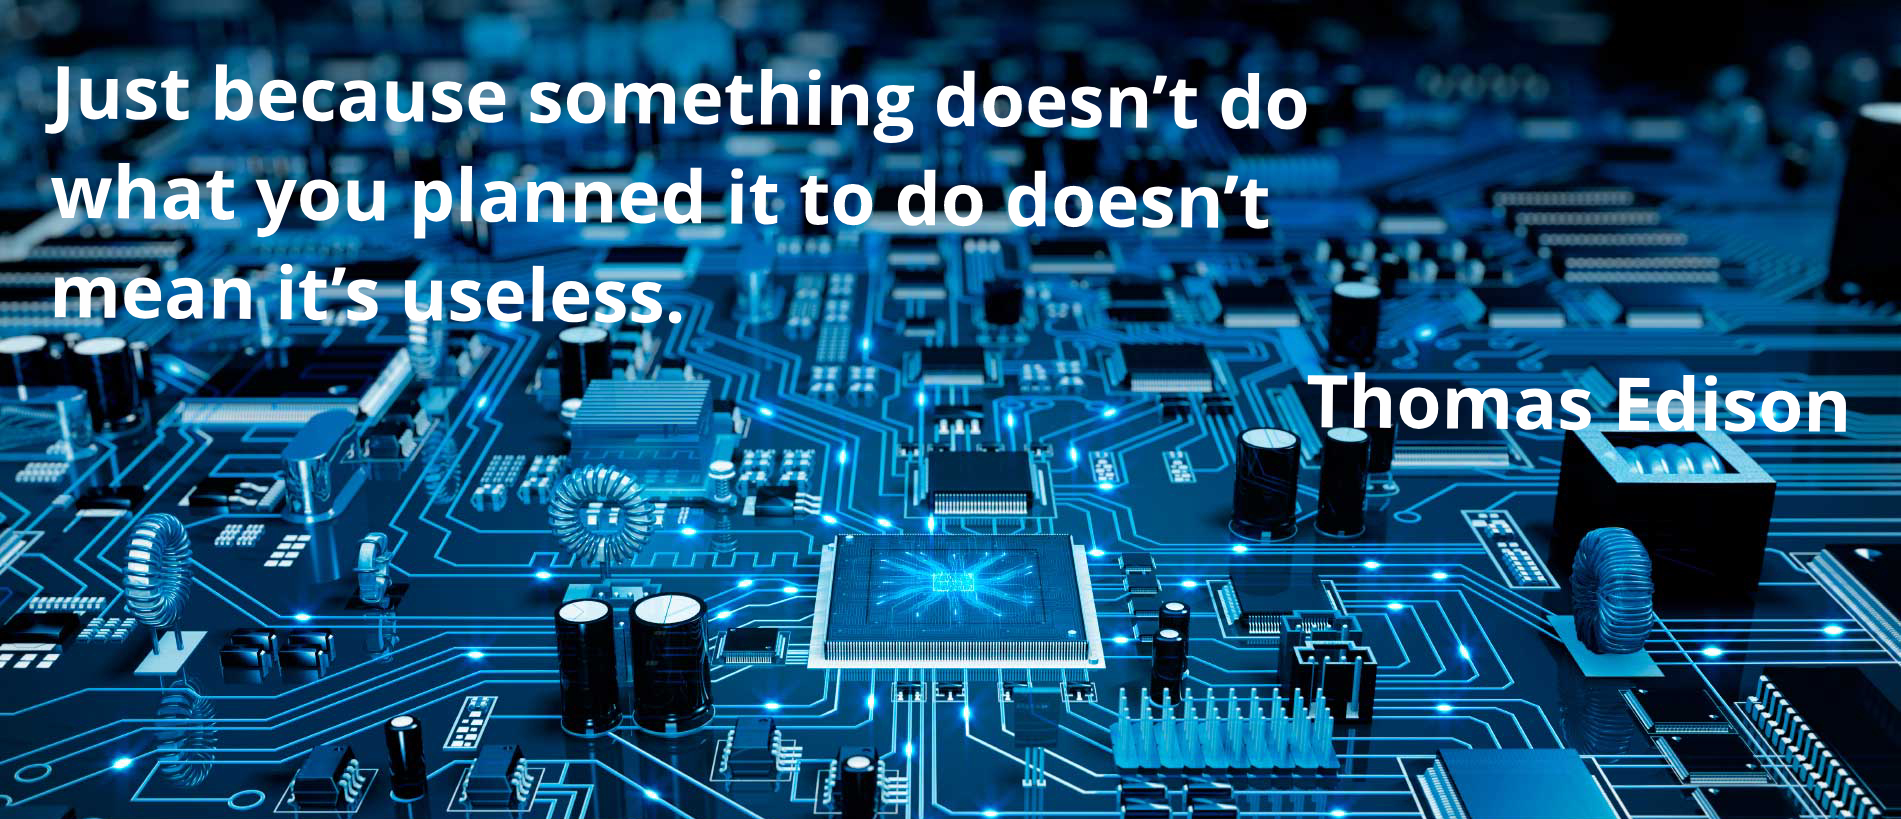 Just because something doesn’t do
what you planned it to do doesn’t
mean it’s useless.
Thomas Edison